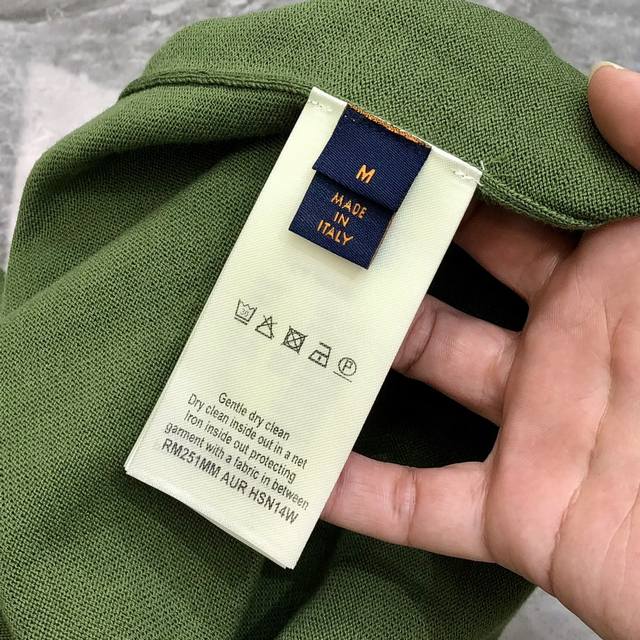 M
MADE
IN
ITALY
Gentle dry clean
Dry clean inside out in a net
Iron inside out protecting
garment with a fabric in between
RM251MM AUR HSN14W